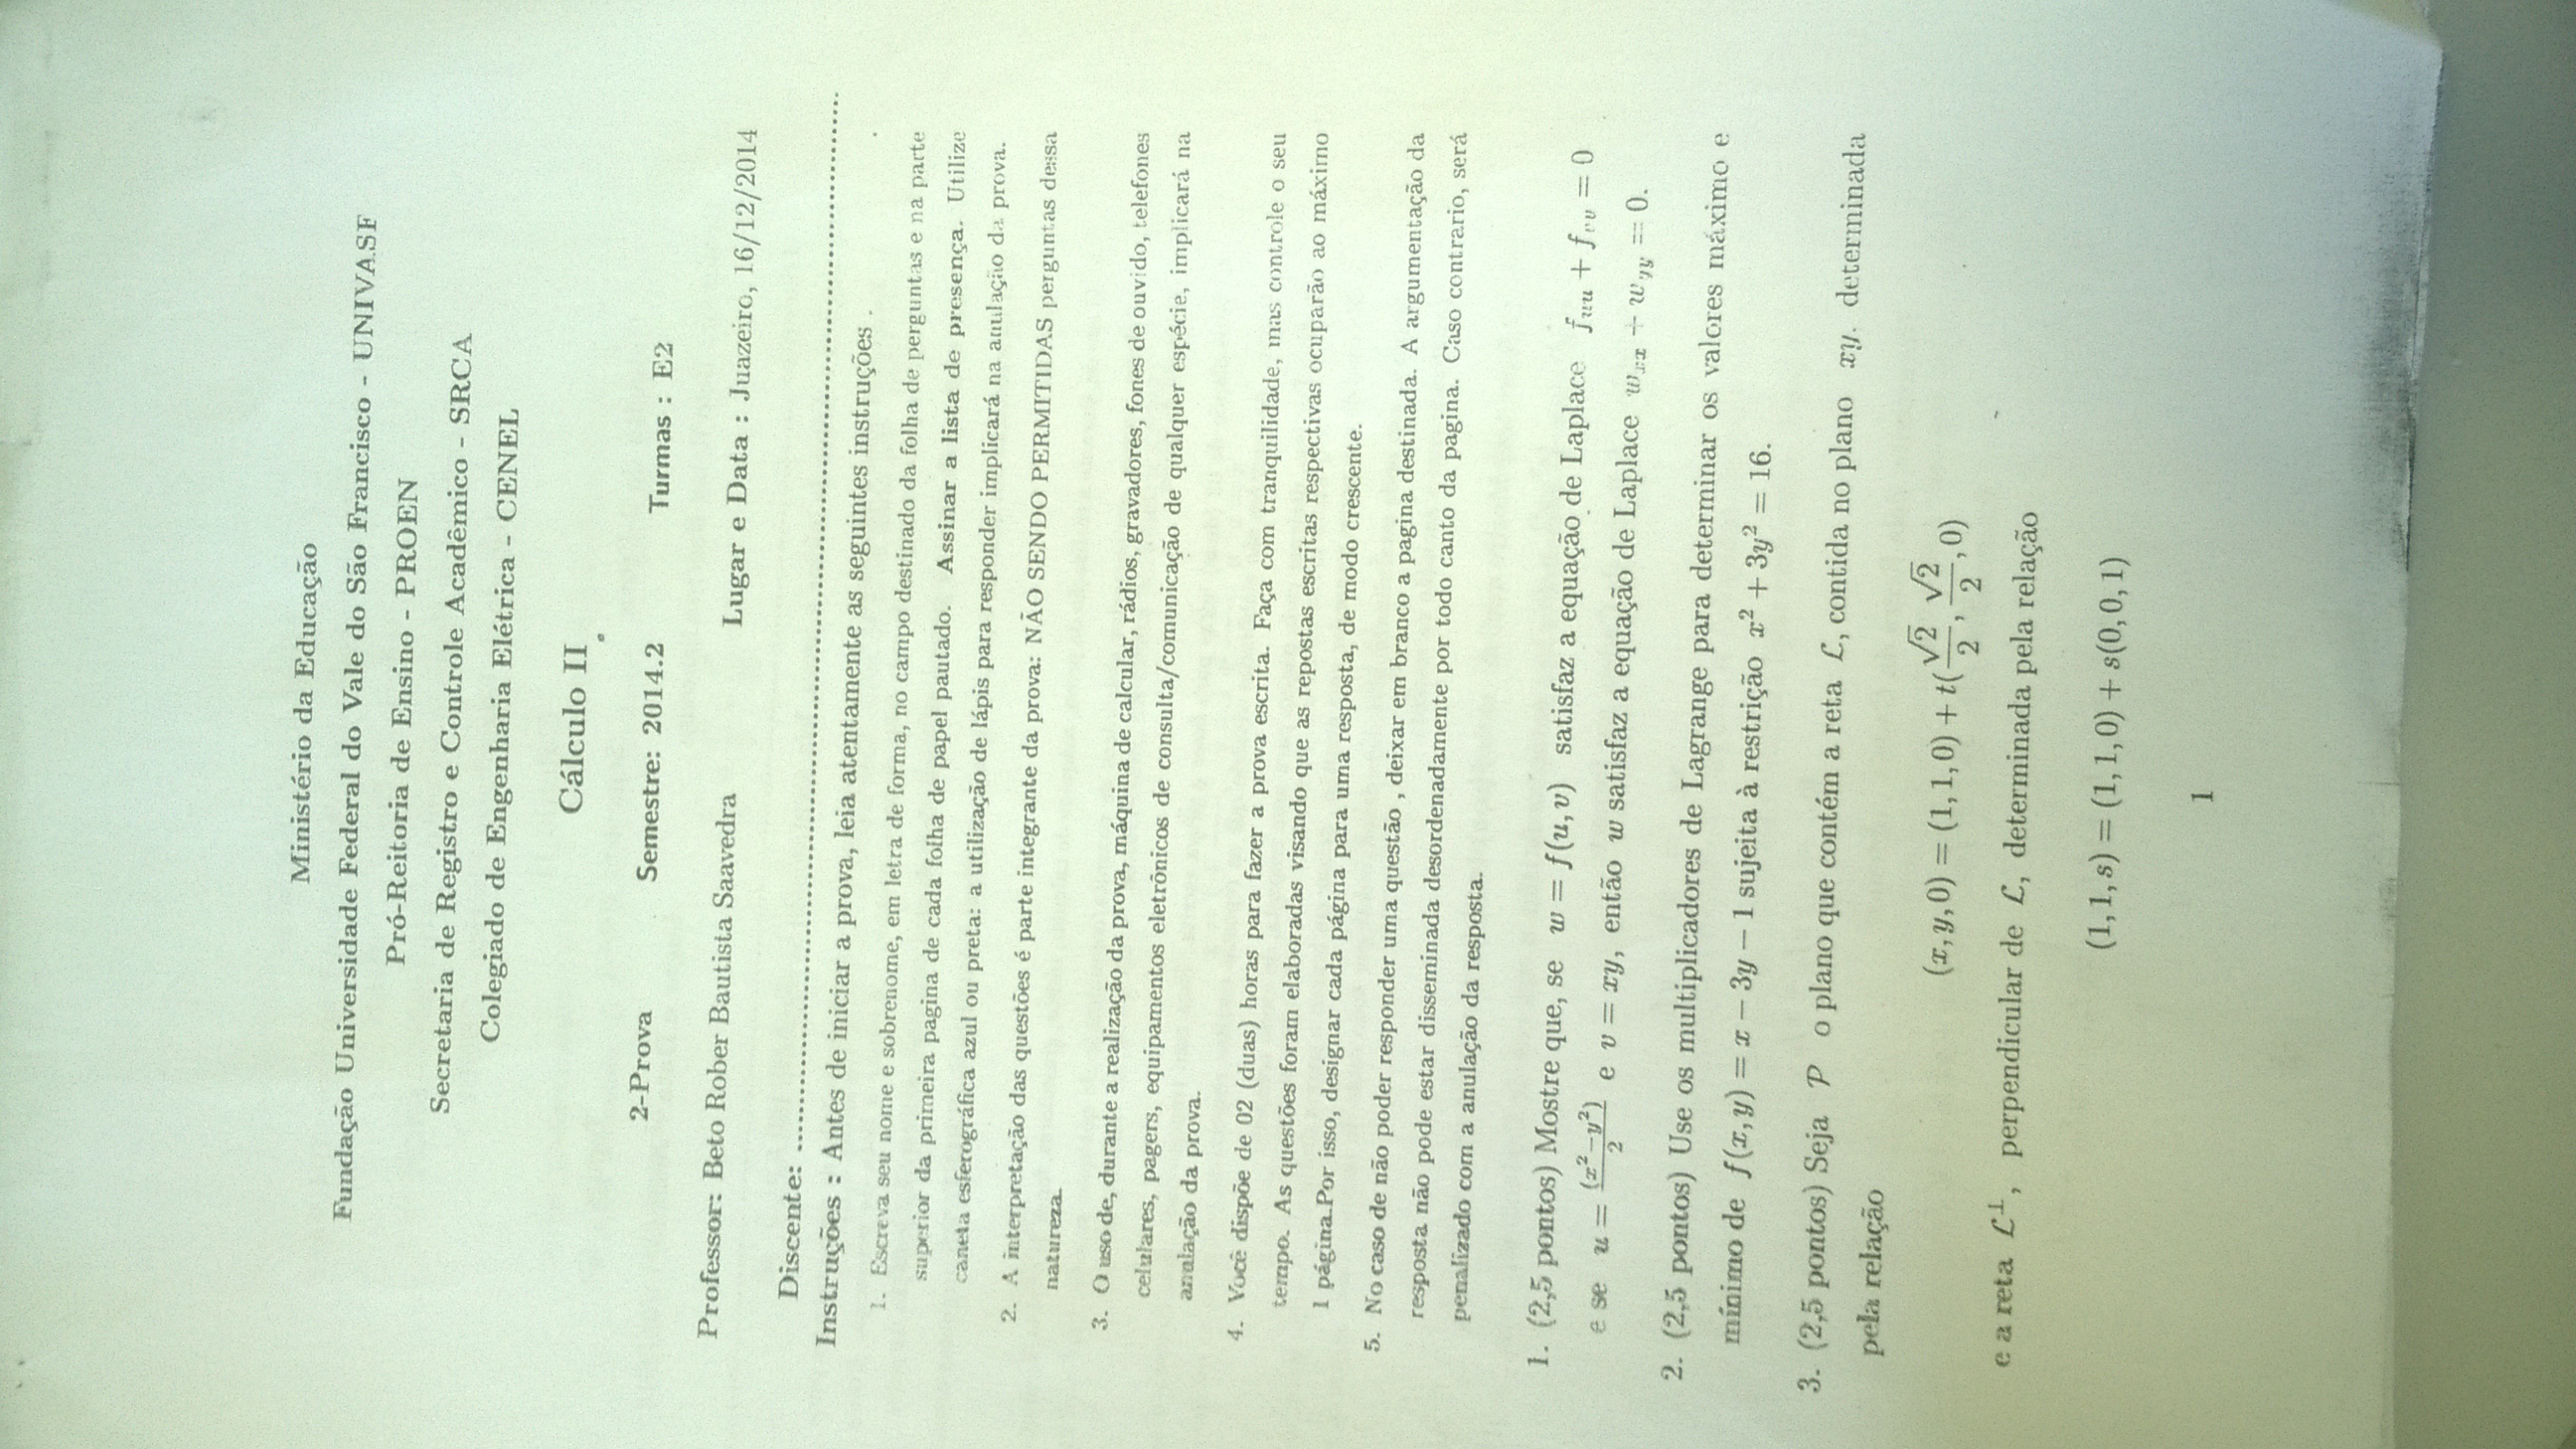 Ministério da Educação
Fundação Universidade Federal do Vale do São Francisco - UNIVASF
Pró-Reitoria de Ensino - PROEN
Secretaria de Registro e Controle Acadêmico - SRCA
Colegiado de Engenharia Elétrica - CENEL
Cálculo II
2-Prova Semestre: 2014.2 Turmas : E2
Professor: Beto Rober Bautista Saavedra Lugar e Data : Juazeiro, 16/12/2014
Discente: ........................................................................
Instruções : Antes de iniciar a prova, leia atentamente as seguintes instruções .
1. Escreva seu nome e sobrenome, em letra de forma, no campo destinado da folha de perguntas e na parte
superior da primeira pagina de cada folha de papel pautado. Assinar a lista de presença. Utilize
caneta esferográfica azul ou preta: a utilização de lápis para responder implicará na anulação da prova.
2. A interpretação das questões é parte integrante da prova: NÃO SENDO PERMITIDAS perguntas dessa
natureza.
3. O uso de, durante a realização da prova, máquina de calcular, rádios, gravadores, fones de ouvido, telefones
celulares, pagers, equipamentos eletrônicos de consulta/comunicação de qualquer espécie, implicará na
anulação da prova.
4. Você dispõe de 02 (duas) horas para fazer a prova escrita. Faça com tranquilidade, mas controle o seu
tempo. As questões foram elaboradas visando que as repostas escritas respectivas ocuparão ao máximo
1 página.Por isso, designar cada página para uma resposta, de modo crescente.
5. No caso de não poder responder uma questão , deixar em branco a pagina destinada. A argumentação da
resposta não pode estar disseminada desordenadamente por todo canto da pagina. Caso contrario, será
penalizado com a anulação da resposta.
1. (2,5 pontos) Mostre que, se w = f(u, v) satisfaz a equação de Laplace f_{uu} + f_{vv} = 0
e se u = (x² − y²)/2 e v = xy, então w satisfaz a equação de Laplace w_{xx} + w_{yy} = 0.
2. (2,5 pontos) Use os multiplicadores de Lagrange para determinar os valores máximo e
mínimo de f(x, y) = x − 3y − 1 sujeita à restrição x² + 3y² = 16.
3. (2,5 pontos) Seja 𝒫 o plano que contém a reta ℒ, contida no plano xy. determinada
pela relação
(x, y, 0) = (1, 1, 0) + t(√2/2, √2/2, 0)
e a reta ℒ^⊥, perpendicular de ℒ, determinada pela relação
(1, 1, s) = (1, 1, 0) + s(0, 0, 1)
1